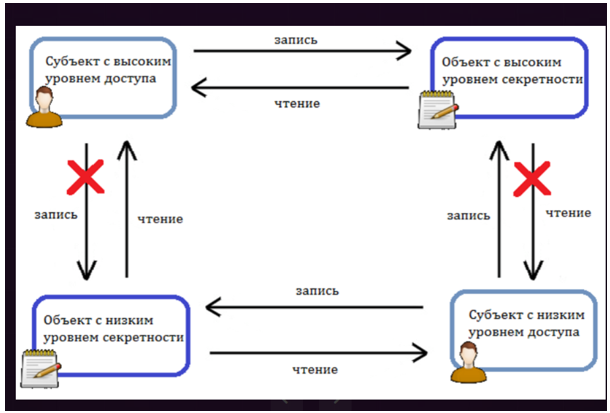 запись
Субъект с высоким
уровнем доступа
Объект с высоким
уровнем секретности
чтение
запись
чтение
запись
чтение
запись
Объект с низким
уровнем секретности
Субъект с низким
уровнем доступа
чтение